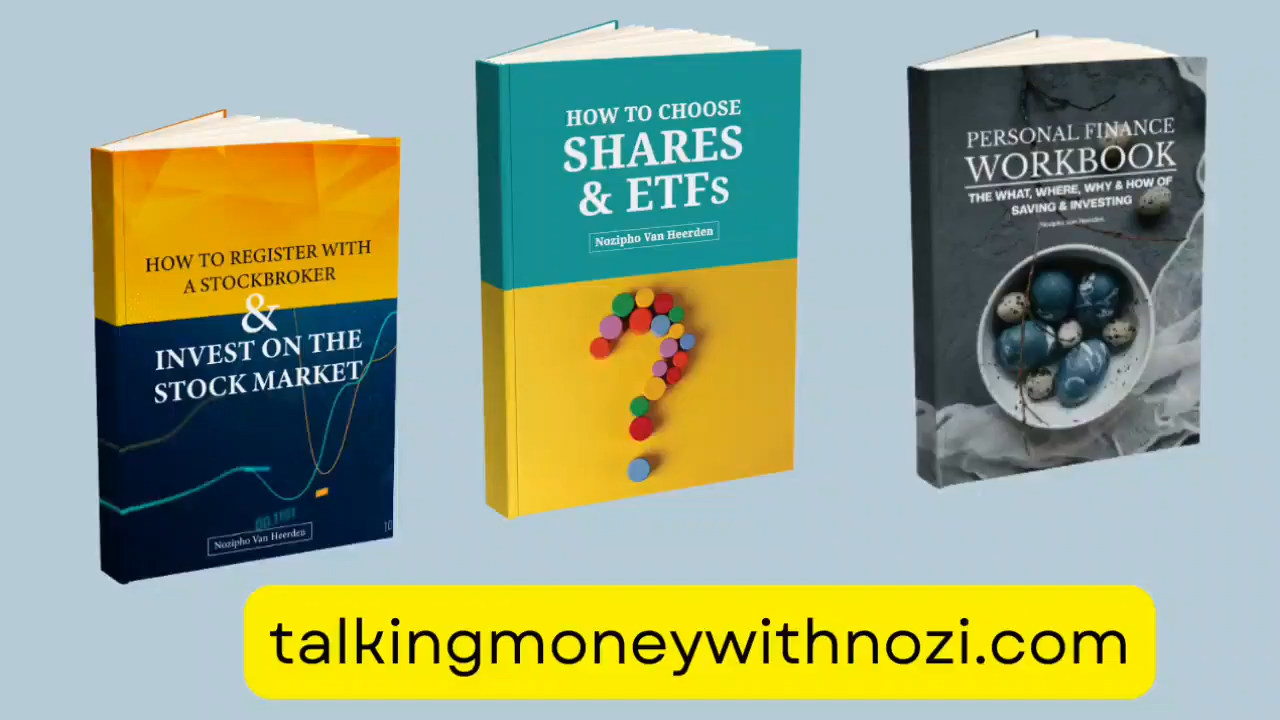 HOW TO REGISTER WITH
A STOCKBROKER
&
INVEST ON THE
STOCK MARKET
Nozipho Van Heerden
HOW TO CHOOSE
SHARES
& ETFs
Nozipho Van Heerden
PERSONAL FINANCE
WORKBOOK
THE WHAT, WHERE, WHY & HOW OF
SAVING & INVESTING
Nozipho Van Heerden
talkingmoneywithnozi.com